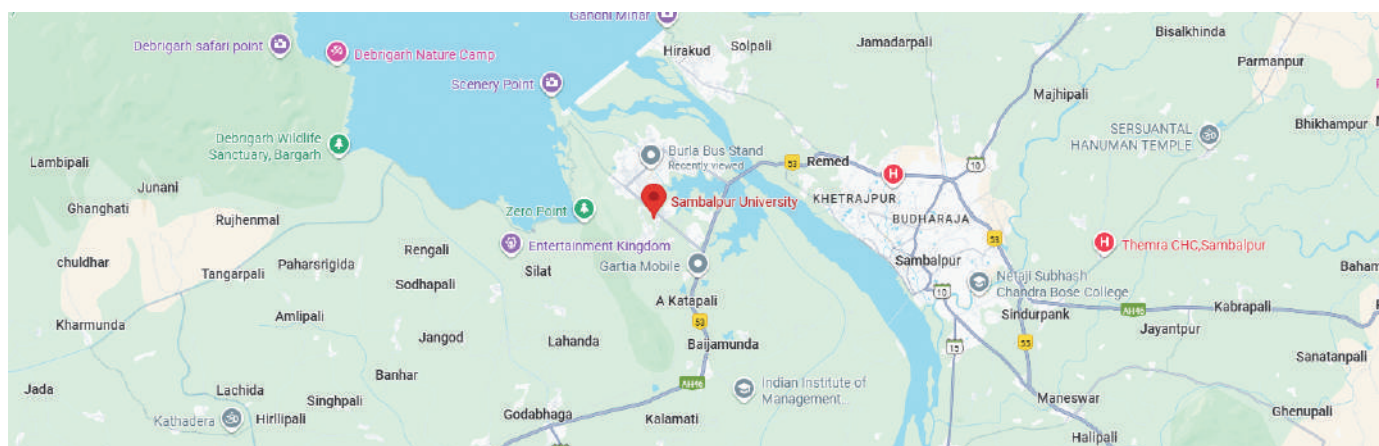 Gandhi Minar
Debrigarh safari point
Debrigarh Nature Camp
Hirakud
Solpali
Jamadarpali
Bisalkhinda
Parmanpur
Scenery Point
Majhipali
Bhikhampur
SERSUANTAL
HANUMAN TEMPLE
Debrigarh Wildlife
Sanctuary, Bargarh
Lambipali
Burla Bus Stand
Recently viewed
53
Remed
10
Junani
Ghanghati
Rujhenmal
Zero Point
Sambalpur University
KHETRAJPUR
BUDHARAJA
H
53
H
Themra CHC,Sambalpur
Entertainment Kingdom
Rengali
chuldhar
Tangarpali
Paharsrigida
Sodhapali
Silat
Gartia Mobile
Sambalpur
Netaji Subhash
Chandra Bose College
10
Baham
A Katapali
Kharmunda
Amlipali
Jangod
Lahanda
53
Baijamunda
Sindurpank
AH46
Kabrapali
Jayantpur
15
55
Sanatanpali
Jada
Lachida
Banhar
Singhpali
AH46
Indian Institute of
Management...
Maneswar
Kathadera
Hirlipali
Godabhaga
Kalamati
Ghenupali
Halipali